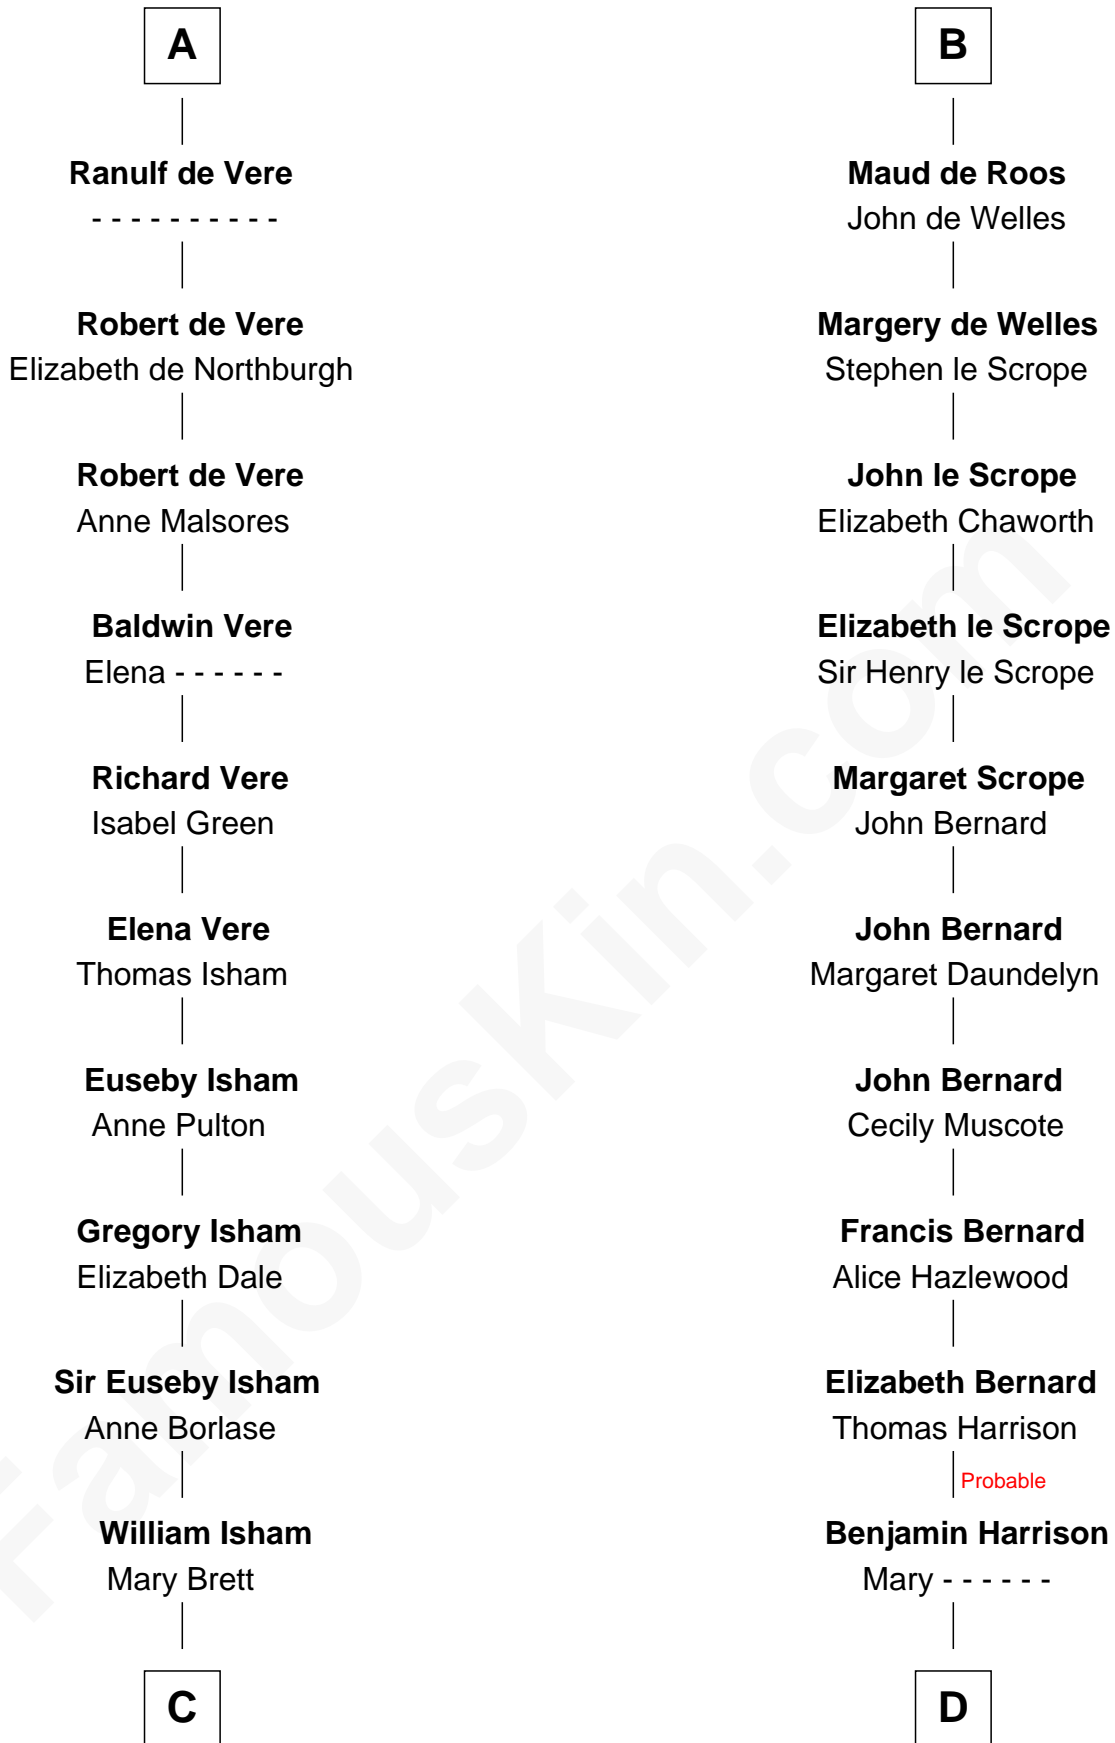 A
Ranulf de Vere
- - - - - - - - - -
Robert de Vere
Elizabeth de Northburgh
Robert de Vere
Anne Malsores
Baldwin Vere
Elena - - - - - -
Richard Vere
Isabel Green
Elena Vere
Thomas Isham
Euseby Isham
Anne Pulton
Gregory Isham
Elizabeth Dale
Sir Euseby Isham
Anne Borlase
William Isham
Mary Brett
C
B
Maud de Roos
John de Welles
Margery de Welles
Stephen le Scrope
John le Scrope
Elizabeth Chaworth
Elizabeth le Scrope
Sir Henry le Scrope
Margaret Scrope
John Bernard
John Bernard
Margaret Daundelyn
John Bernard
Cecily Muscote
Francis Bernard
Alice Hazlewood
Elizabeth Bernard
Thomas Harrison
Probable
Benjamin Harrison
Mary - - - - - -
D
FamousKin.com